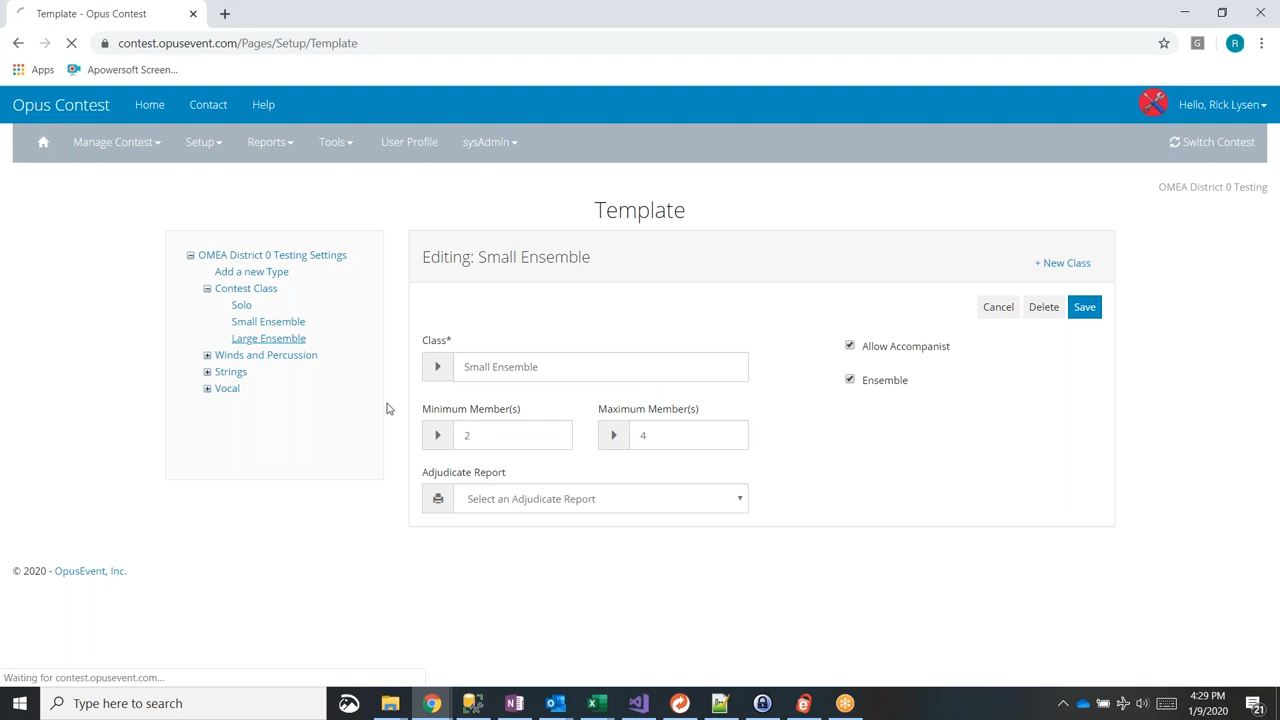 Template - Opus Contest
contest.opusevent.com/Pages/Setup/Template
G
R
Apps
Apowersoft Screen...
Opus Contest
Home
Contact
Help
Hello, Rick Lysen
Manage Contest
Setup
Reports
Tools
User Profile
sysAdmin
Switch Contest
OMEA District 0 Testing
Template
OMEA District 0 Testing Settings
Add a new Type
Contest Class
Solo
Small Ensemble
Large Ensemble
Winds and Percussion
Strings
Vocal
Editing: Small Ensemble
+ New Class
Cancel
Delete
Save
Class*
Small Ensemble
Allow Accompanist
Ensemble
Minimum Member(s)
Maximum Member(s)
2
4
Adjudicate Report
Select an Adjudicate Report
© 2020 - OpusEvent, Inc.
Waiting for contest.opusevent.com...
Type here to search
4:29 PM
1/9/2020
21